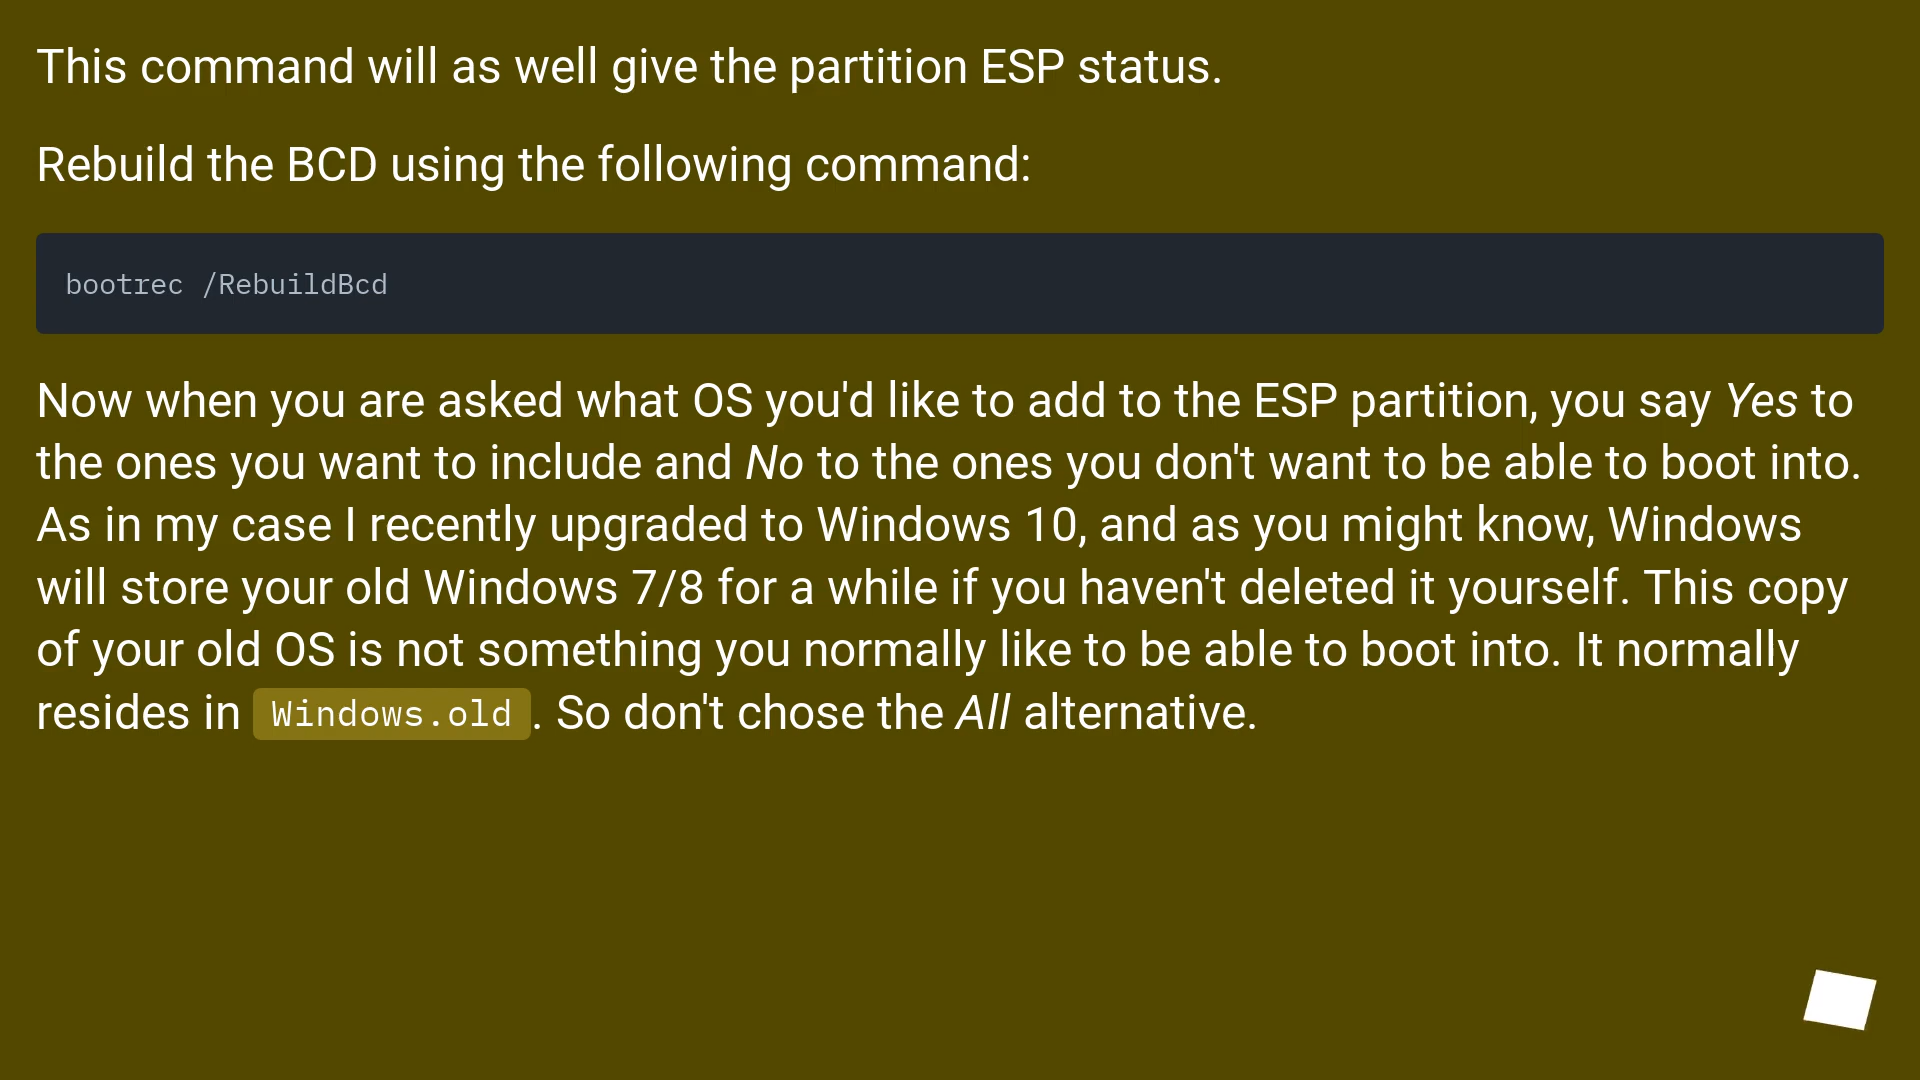 This command will as well give the partition ESP status.
Rebuild the BCD using the following command:
bootrec /RebuildBcd
Now when you are asked what OS you'd like to add to the ESP partition, you say Yes to
the ones you want to include and No to the ones you don't want to be able to boot into.
As in my case I recently upgraded to Windows 10, and as you might know, Windows
will store your old Windows 7/8 for a while if you haven't deleted it yourself. This copy
of your old OS is not something you normally like to be able to boot into. It normally
resides in Windows.old. So don't chose the All alternative.